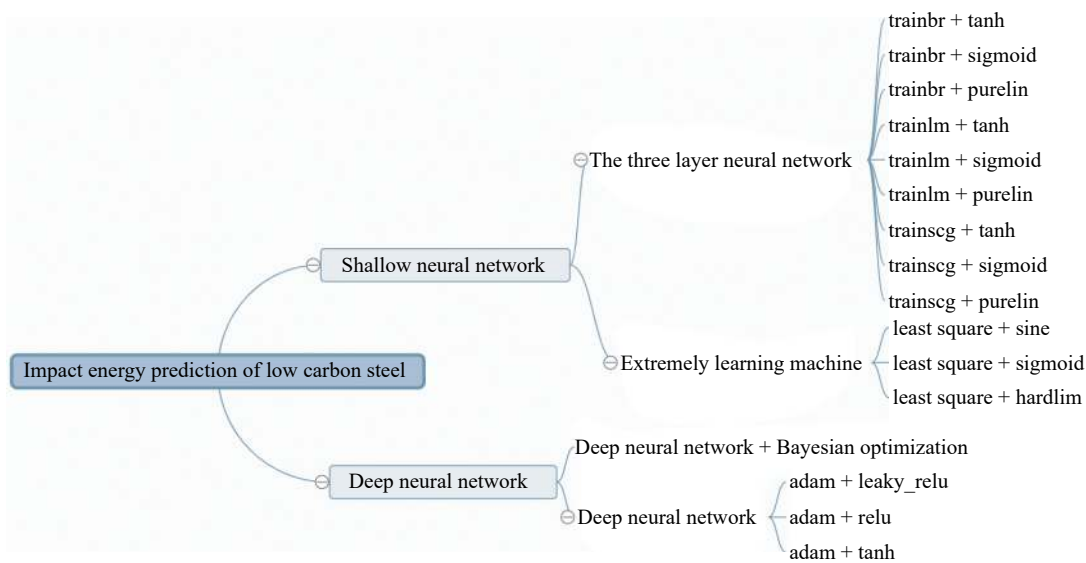 trainbr + tanh
trainbr + sigmoid
trainbr + purelin
trainlm + tanh
The three layer neural network
trainlm + sigmoid
trainlm + purelin
trainscg + tanh
Shallow neural network
trainscg + sigmoid
trainscg + purelin
least square + sine
Extremely learning machine
least square + sigmoid
Impact energy prediction of low carbon steel
least square + hardlim
Deep neural network + Bayesian optimization
Deep neural network
adam + leaky_relu
Deep neural network
adam + relu
adam + tanh